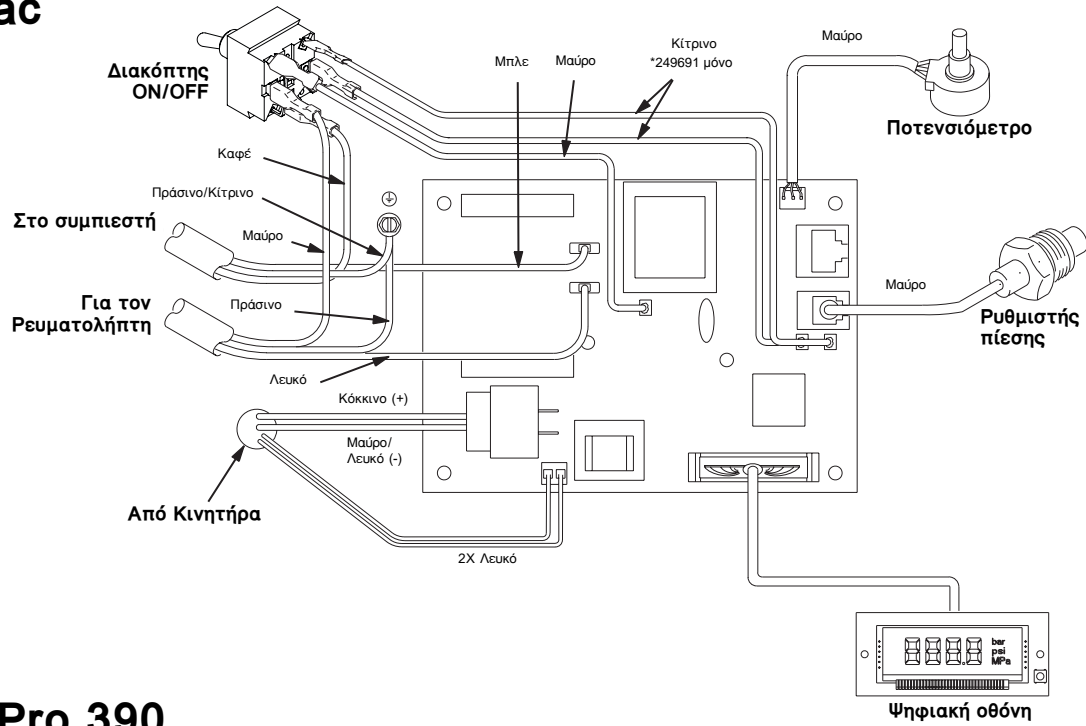 ac
Μαύρο
Κίτρινο
*249691 μόνο
Μπλε
Μαύρο
Διακόπτης
ON/OFF
Ποτενσιόμετρο
Καφέ
Πράσινο/Κίτρινο
Στο συμπιεστή
Μαύρο
Μαύρο
Για τον
Ρευματολήπτη
Πράσινο
Ρυθμιστής
πίεσης
Λευκό
Κόκκινο (+)
Μαύρο/
Λευκό (-)
Από Κινητήρα
2X Λευκό
bar
psi
MPa
Ψηφιακή οθόνη
Pro 390